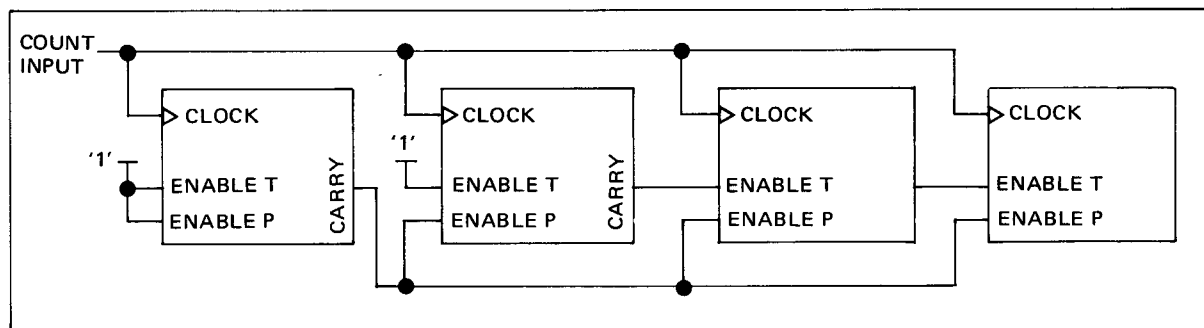 COUNT
INPUT
CLOCK
'1'
ENABLE T
ENABLE P
CARRY
CLOCK
'1'
ENABLE T
ENABLE P
CARRY
CLOCK
ENABLE T
ENABLE P
CLOCK
ENABLE T
ENABLE P